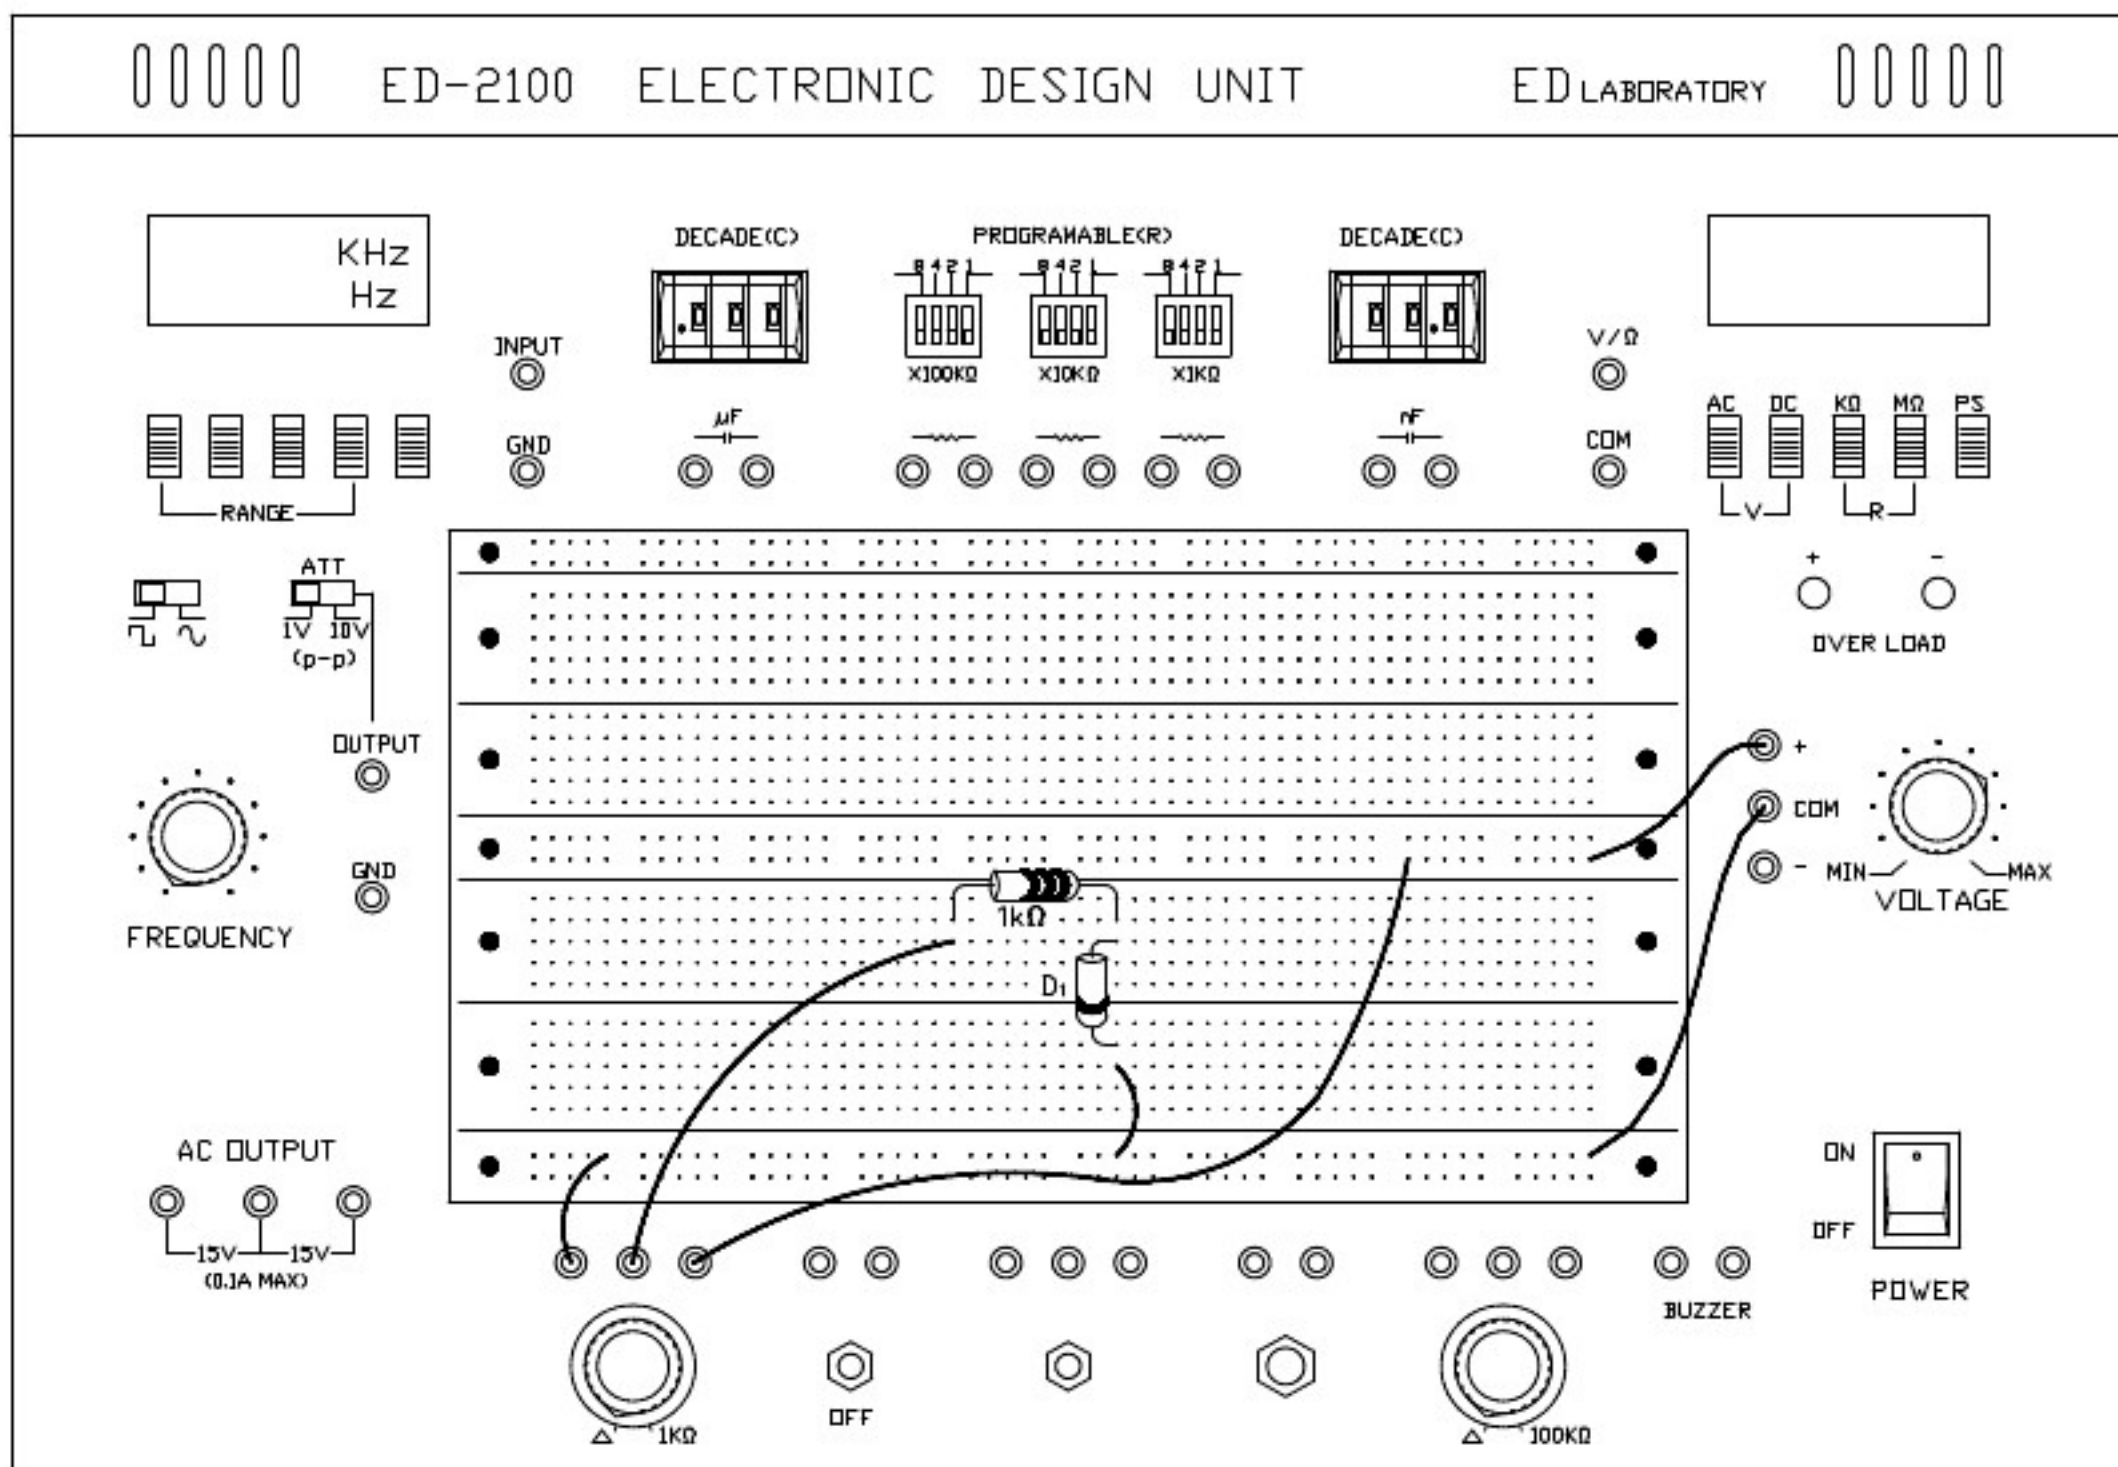 ED-2100 ELECTRONIC DESIGN UNIT ED LABORATORY
KHz
Hz
DECADE(C) PROGRAMABLE(R) DECADE(C)
8 4 2 1 8 4 2 1 8 4 2 1
INPUT
V/Ω
X100KΩ X10KΩ X1KΩ
AC DC KΩ MΩ PS
μF nF
GND
COM
RANGE
V R
+ -
ATT
1V 10V
(p-p)
OVER LOAD
OUTPUT
+
COM
-
MIN MAX
VOLTAGE
GND
FREQUENCY
1kΩ
D1
AC OUTPUT
15V 15V
(0.1A MAX)
ON
OFF
POWER
BUZZER
OFF
1KΩ
100KΩ